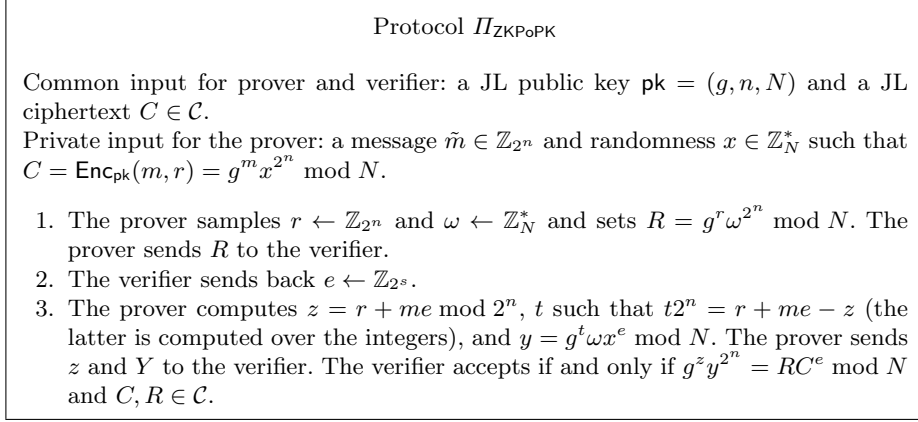 Protocol Π_ZKPoPK
Common input for prover and verifier: a JL public key pk = (g, n, N) and a JL
ciphertext C ∈ 𝒞.
Private input for the prover: a message m̃ ∈ ℤ_{2^n} and randomness x ∈ ℤ*_N such that
C = Enc_pk(m, r) = g^m x^{2^n} mod N.
1. The prover samples r ← ℤ_{2^n} and ω ← ℤ*_N and sets R = g^r ω^{2^n} mod N. The
prover sends R to the verifier.
2. The verifier sends back e ← ℤ_{2^s}.
3. The prover computes z = r + me mod 2^n, t such that t2^n = r + me − z (the
latter is computed over the integers), and y = g^t ωx^e mod N. The prover sends
z and Y to the verifier. The verifier accepts if and only if g^z y^{2^n} = RC^e mod N
and C, R ∈ 𝒞.